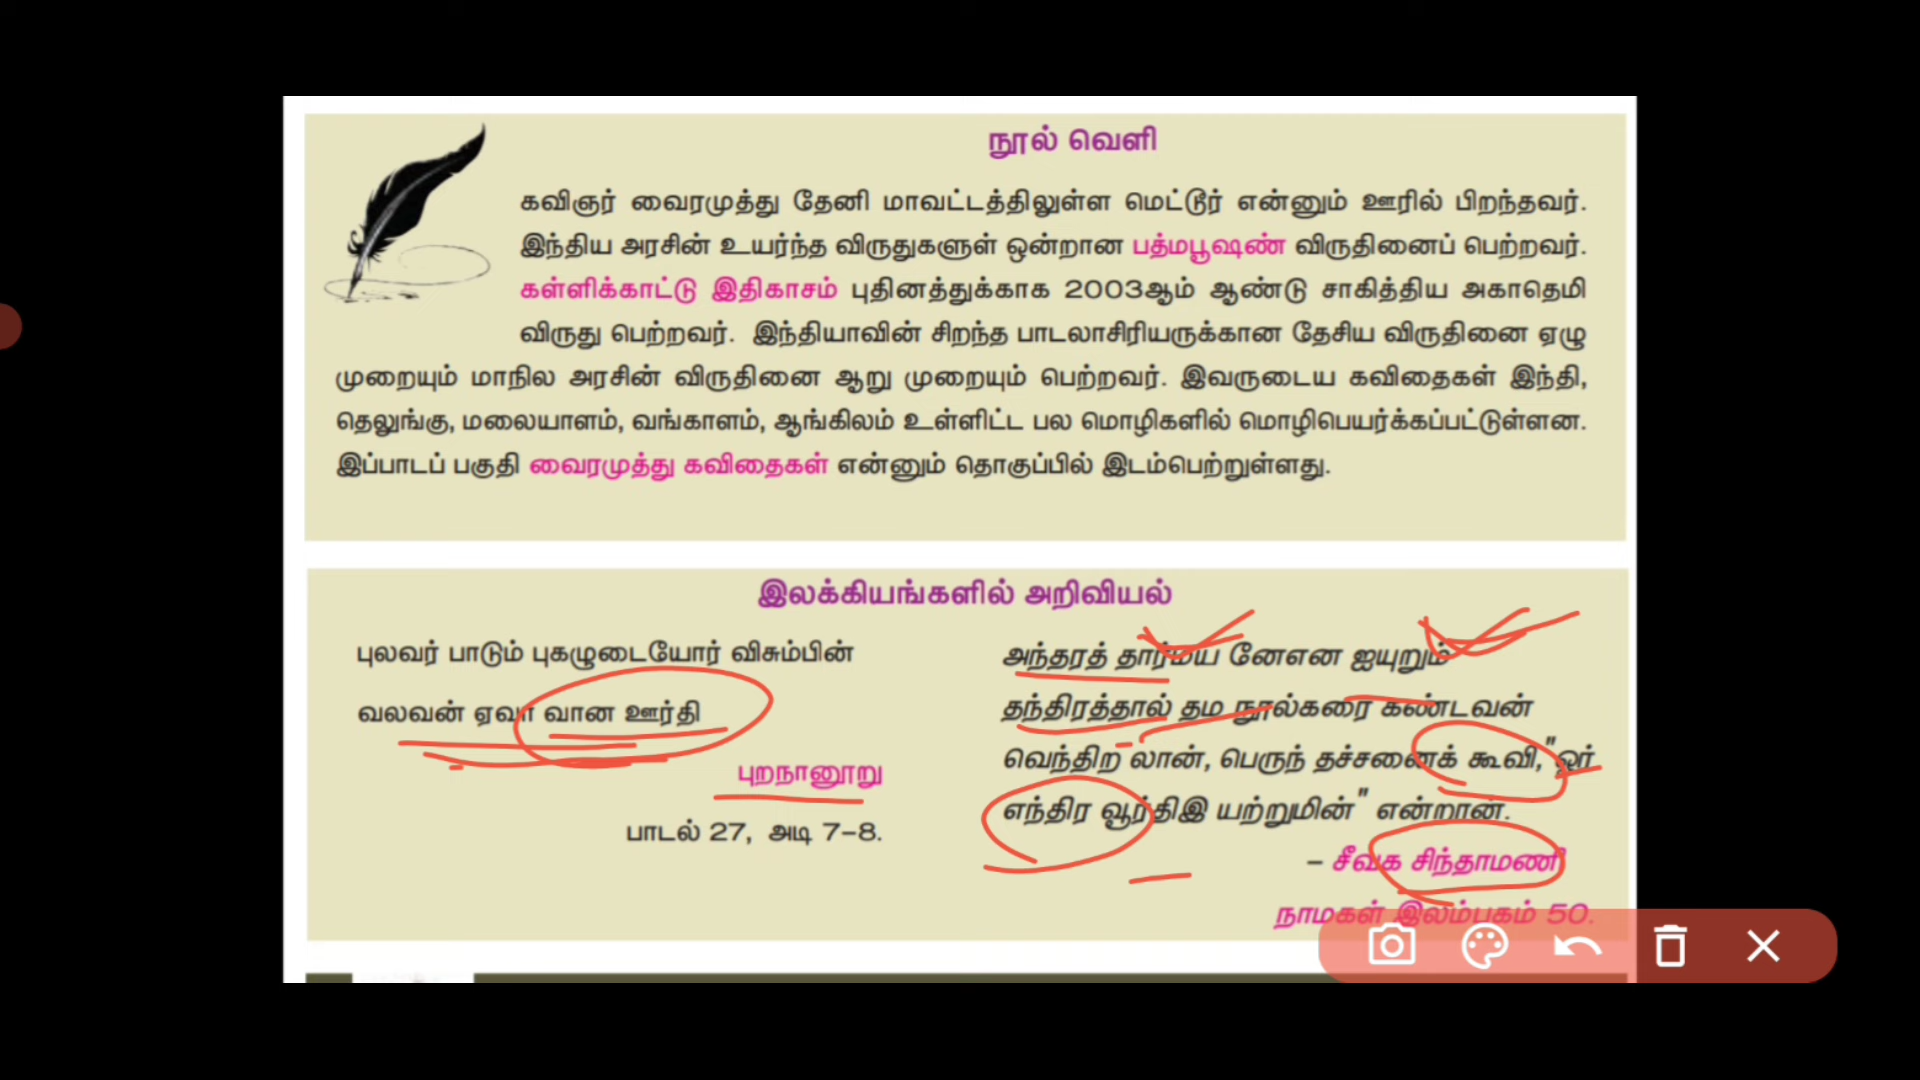 நூல் வெளி
கவிஞர் வைரமுத்து தேனி மாவட்டத்திலுள்ள மெட்டூர் என்னும் ஊரில் பிறந்தவர்.
இந்திய அரசின் உயர்ந்த விருதுகளுள் ஒன்றான பத்மபூஷண் விருதினைப் பெற்றவர்.
கள்ளிக்காட்டு இதிகாசம் புதினத்துக்காக 2003ஆம் ஆண்டு சாகித்திய அகாதெமி
விருது பெற்றவர். இந்தியாவின் சிறந்த பாடலாசிரியருக்கான தேசிய விருதினை ஏழு
முறையும் மாநில அரசின் விருதினை ஆறு முறையும் பெற்றவர். இவருடைய கவிதைகள் இந்தி,
தெலுங்கு, மலையாளம், வங்காளம், ஆங்கிலம் உள்ளிட்ட பல மொழிகளில் மொழிபெயர்க்கப்பட்டுள்ளன.
இப்பாடப் பகுதி வைரமுத்து கவிதைகள் என்னும் தொகுப்பில் இடம்பெற்றுள்ளது.
இலக்கியங்களில் அறிவியல்
புலவர் பாடும் புகழுடையோர் விசும்பின்
வலவன் ஏவா வான ஊர்தி
புறநானூறு
பாடல் 27, அடி 7–8.
அந்தரத் தார்மய னேஎன ஐயுறும்
தந்திரத்தால் தம நூல்கரை கண்டவன்
வெந்திற லான், பெருந் தச்சனைக் கூவி, "ஓர்
எந்திர வூர்திஇ யற்றுமின்" என்றான்.
– சீவக சிந்தாமணி
நாமகள் இலம்பகம் 50.